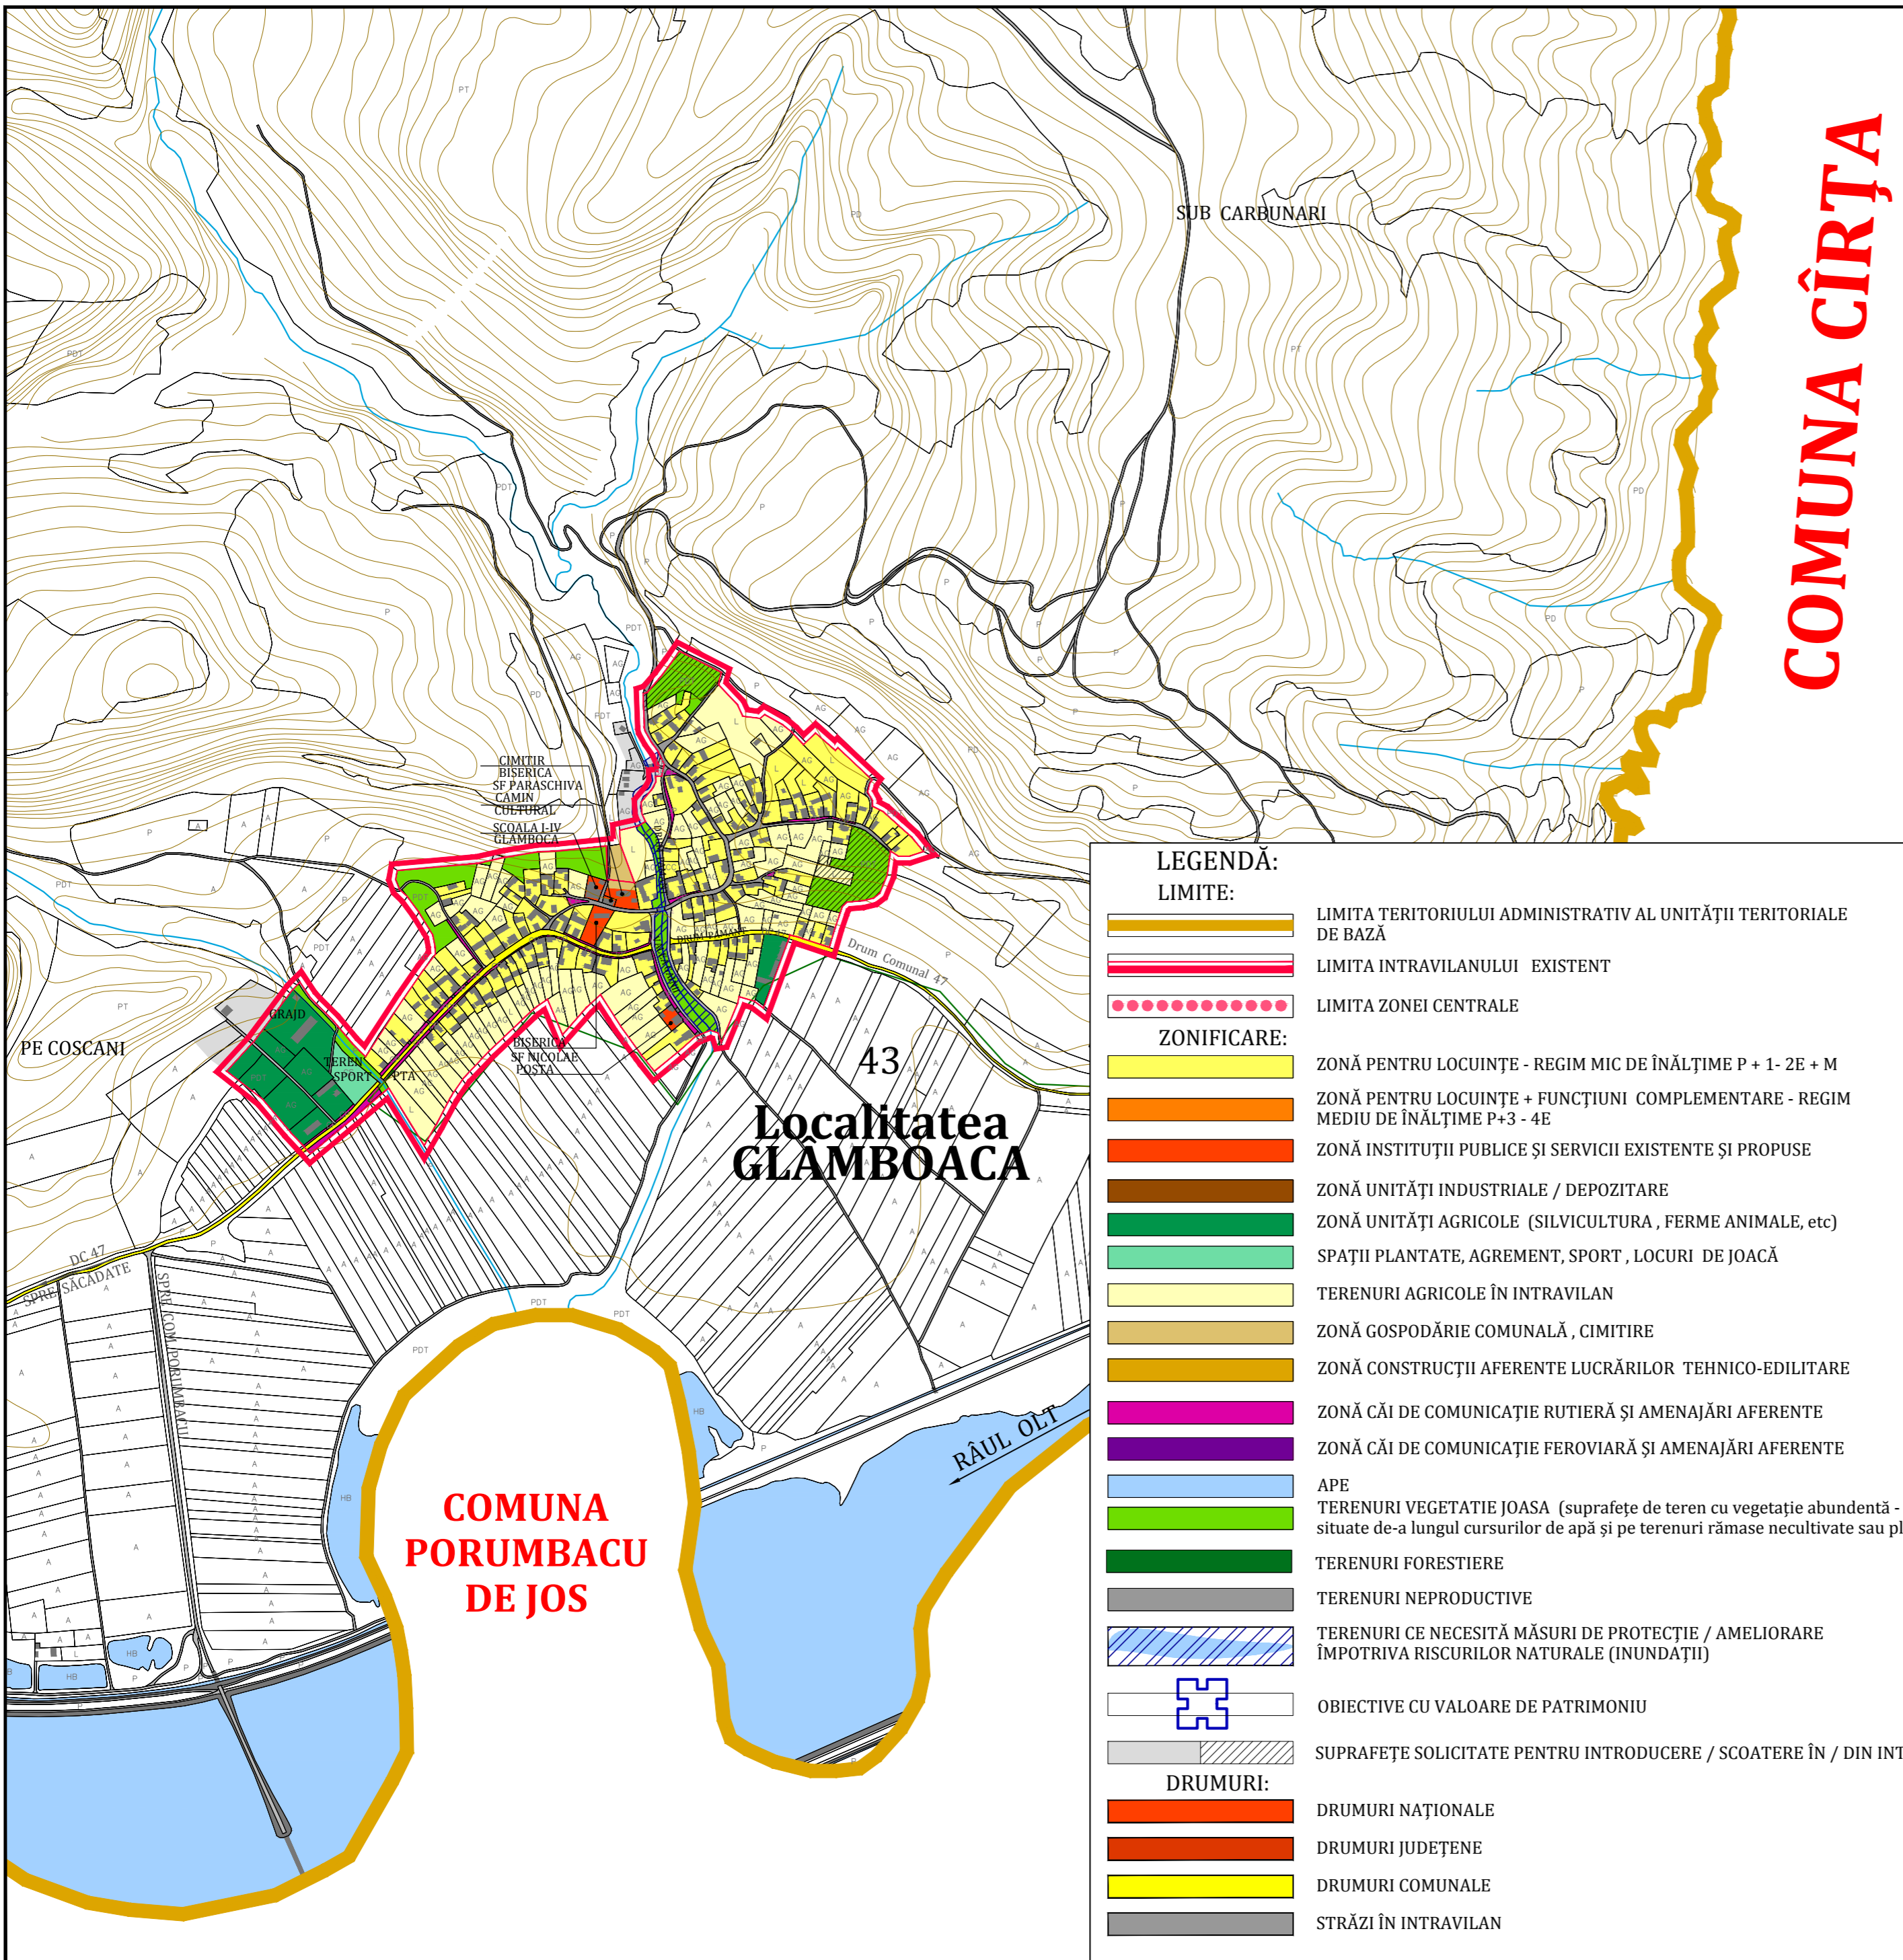 COMUNA CÎRȚA
SUB CARBUNARI
CIMITIR
BISERICA
SF PARASCHIVA
CAMIN
CULTURAL
SCOALA I-IV
GLAMBOCA
GRAJD
TEREN
SPORT
PTA
PE COSCANI
BISERICA
SF NICOLAE
POSTA
DRUM PAMANT
Drum Comunal 47
43
Localitatea
GLÂMBOACA
DC 47
SPRE SĂCADATE
SPRE COM. PORUMBACU
RÂUL OLT
COMUNA
PORUMBACU
DE JOS
LEGENDĂ:
LIMITE:
LIMITA TERITORIULUI ADMINISTRATIV AL UNITĂȚII TERITORIALE
DE BAZĂ
LIMITA INTRAVILANULUI EXISTENT
LIMITA ZONEI CENTRALE
ZONIFICARE:
ZONĂ PENTRU LOCUINȚE - REGIM MIC DE ÎNĂLȚIME P + 1- 2E + M
ZONĂ PENTRU LOCUINȚE + FUNCȚIUNI COMPLEMENTARE - REGIM
MEDIU DE ÎNĂLȚIME P+3 - 4E
ZONĂ INSTITUȚII PUBLICE ȘI SERVICII EXISTENTE ȘI PROPUSE
ZONĂ UNITĂȚI INDUSTRIALE / DEPOZITARE
ZONĂ UNITĂȚI AGRICOLE (SILVICULTURA , FERME ANIMALE, etc)
SPAȚII PLANTATE, AGREMENT, SPORT , LOCURI DE JOACĂ
TERENURI AGRICOLE ÎN INTRAVILAN
ZONĂ GOSPODĂRIE COMUNALĂ , CIMITIRE
ZONĂ CONSTRUCȚII AFERENTE LUCRĂRILOR TEHNICO-EDILITARE
ZONĂ CĂI DE COMUNICAȚIE RUTIERĂ ȘI AMENAJĂRI AFERENTE
ZONĂ CĂI DE COMUNICAȚIE FEROVIARĂ ȘI AMENAJĂRI AFERENTE
APE
TERENURI VEGETATIE JOASA (suprafețe de teren cu vegetație abundentă -
situate de-a lungul cursurilor de apă și pe terenuri rămase necultivate sau pl
TERENURI FORESTIERE
TERENURI NEPRODUCTIVE
TERENURI CE NECESITĂ MĂSURI DE PROTECȚIE / AMELIORARE
ÎMPOTRIVA RISCURILOR NATURALE (INUNDAȚII)
OBIECTIVE CU VALOARE DE PATRIMONIU
SUPRAFEȚE SOLICITATE PENTRU INTRODUCERE / SCOATERE ÎN / DIN INT
DRUMURI:
DRUMURI NAȚIONALE
DRUMURI JUDEȚENE
DRUMURI COMUNALE
STRĂZI ÎN INTRAVILAN